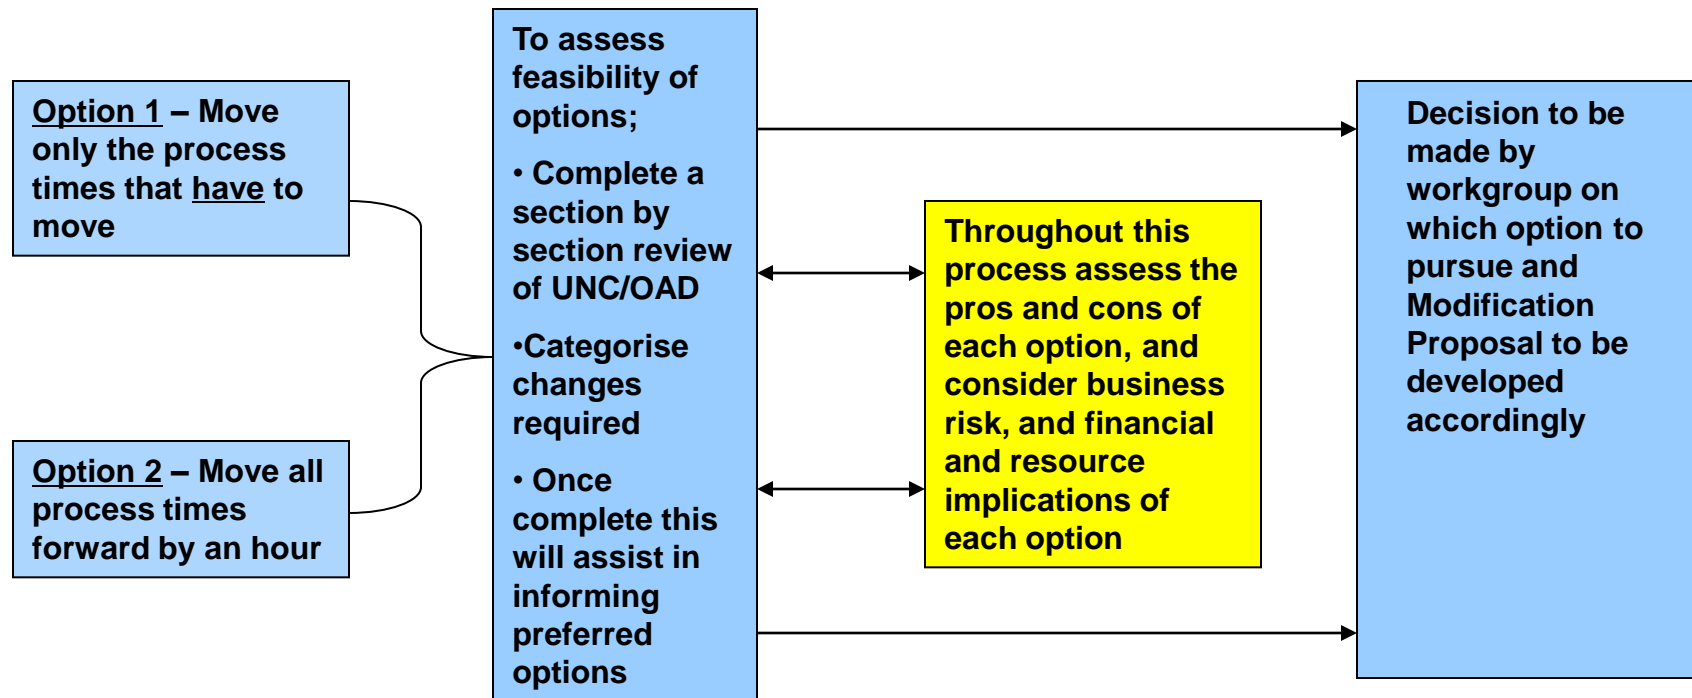 Option 1 – Move
only the process
times that have to
move
Option 2 – Move all
process times
forward by an hour
To assess
feasibility of
options;
• Complete a
section by
section review
of UNC/OAD
•Categorise
changes
required
• Once
complete this
will assist in
informing
preferred
options
Throughout this
process assess the
pros and cons of
each option, and
consider business
risk, and financial
and resource
implications of
each option
Decision to be
made by
workgroup on
which option to
pursue and
Modification
Proposal to be
developed
accordingly